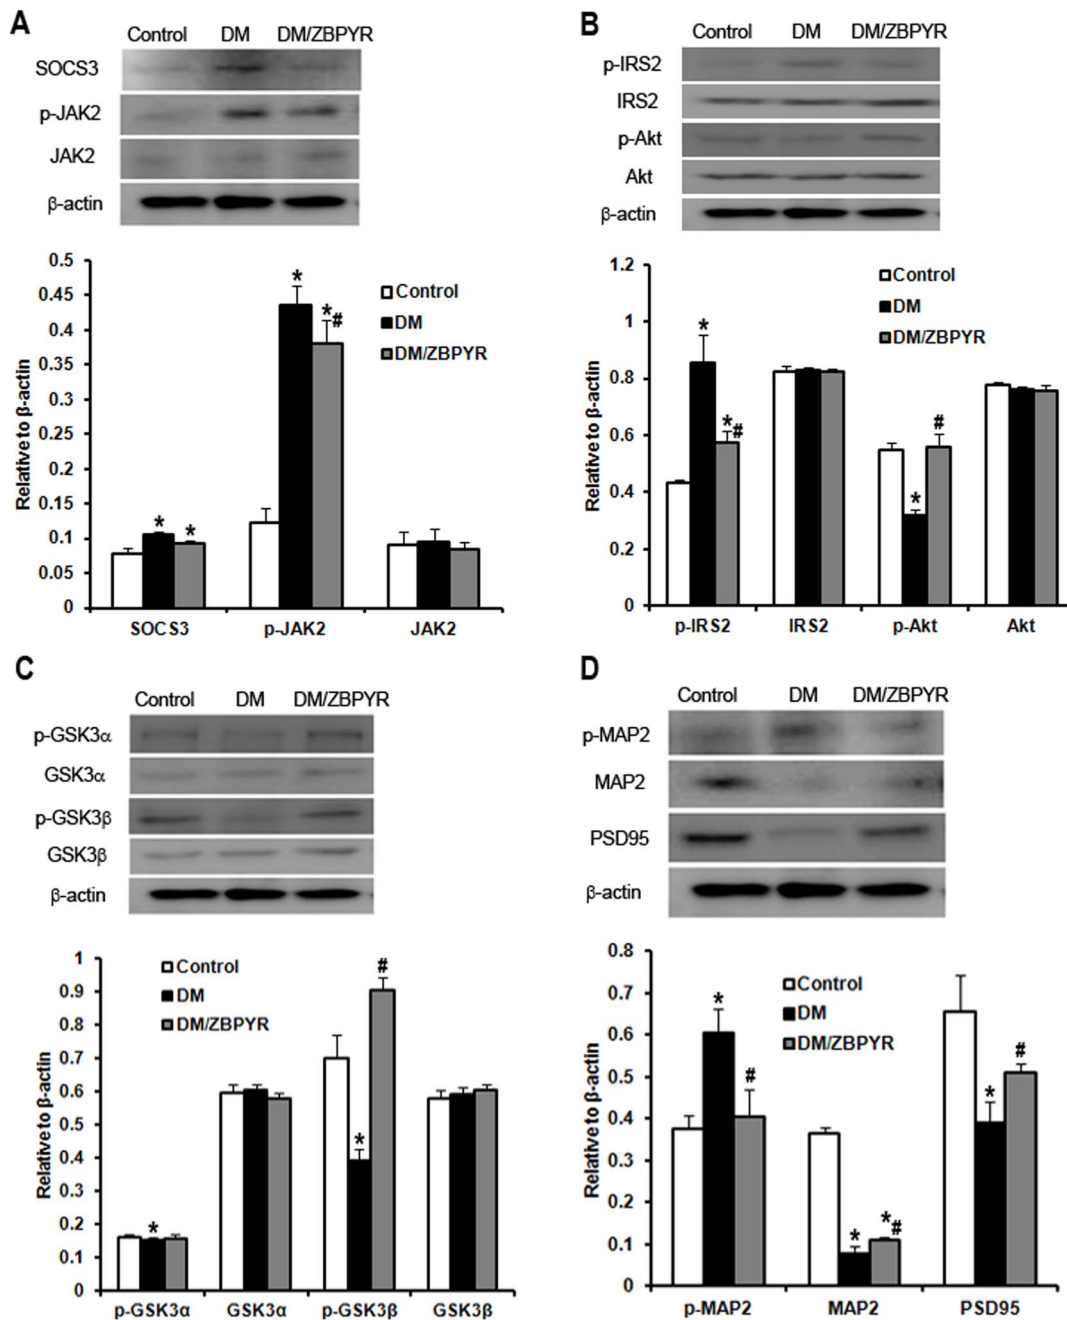 A
Control DM DM/ZBPYR
SOCS3
p-JAK2
JAK2
β-actin
0.5
0.45
0.4
0.35
0.3
0.25
0.2
0.15
0.1
0.05
0
Relative to β-actin
Control
DM
DM/ZBPYR
* * * * #
SOCS3 p-JAK2 JAK2
B
Control DM DM/ZBPYR
p-IRS2
IRS2
p-Akt
Akt
β-actin
1.2
1
0.8
0.6
0.4
0.2
0
Relative to β-actin
Control
DM
DM/ZBPYR
* * # * #
p-IRS2 IRS2 p-Akt Akt
C
Control DM DM/ZBPYR
p-GSK3α
GSK3α
p-GSK3β
GSK3β
β-actin
1
0.9
0.8
0.7
0.6
0.5
0.4
0.3
0.2
0.1
0
Relative to β-actin
Control
DM
DM/ZBPYR
* * #
p-GSK3α GSK3α p-GSK3β GSK3β
D
Control DM DM/ZBPYR
p-MAP2
MAP2
PSD95
β-actin
0.8
0.7
0.6
0.5
0.4
0.3
0.2
0.1
0
Relative to β-actin
Control
DM
DM/ZBPYR
* # * * # * #
p-MAP2 MAP2 PSD95